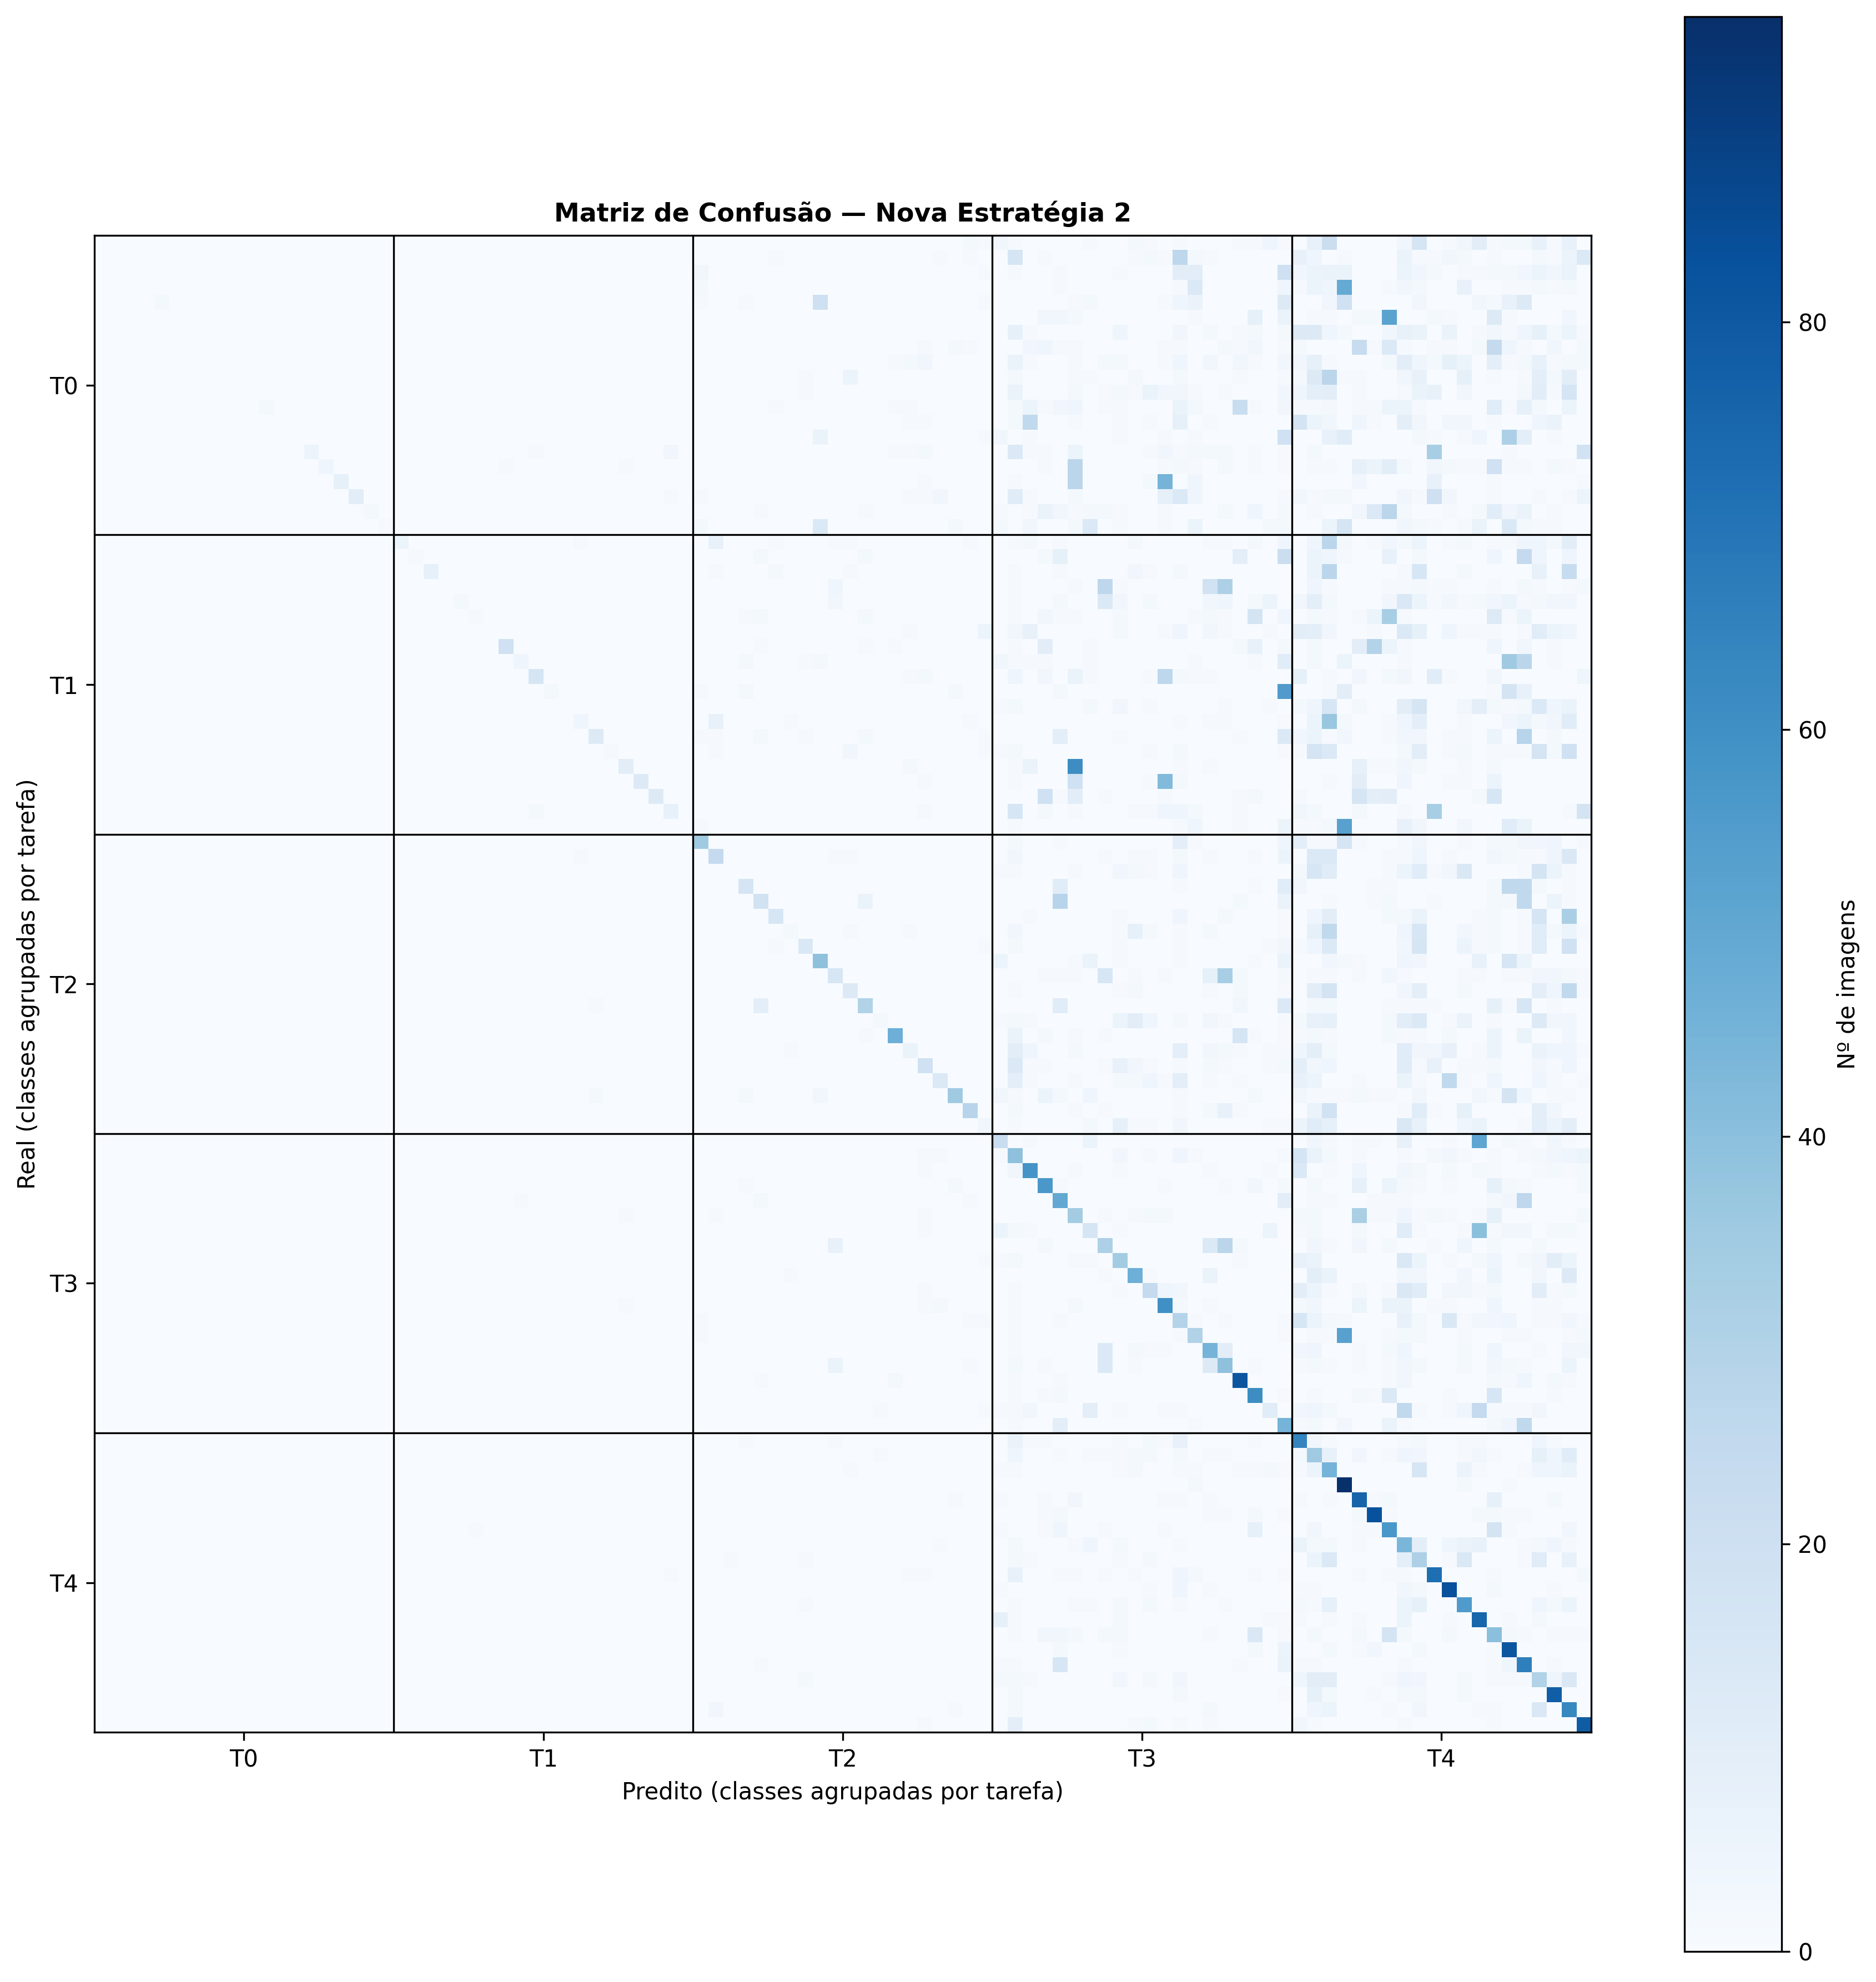 Matriz de Confusão — Nova Estratégia 2
Real (classes agrupadas por tarefa)
T0
T1
T2
T3
T4
T0 T1 T2 T3 T4
Predito (classes agrupadas por tarefa)
80
60
40
20
0
Nº de imagens